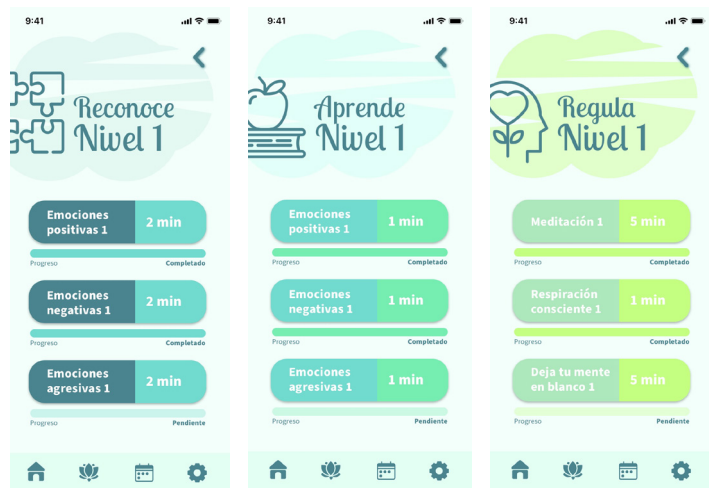 9:41
Reconoce
Nivel 1
Emociones
positivas 1
2 min
Progreso
Completado
Emociones
negativas 1
2 min
Progreso
Completado
Emociones
agresivas 1
2 min
Progreso
Pendiente
9:41
Aprende
Nivel 1
Emociones
positivas 1
1 min
Progreso
Completado
Emociones
negativas 1
1 min
Progreso
Completado
Emociones
agresivas 1
1 min
Progreso
Pendiente
9:41
Regula
Nivel 1
Meditación 1
5 min
Progreso
Completado
Respiración
consciente 1
1 min
Progreso
Completado
Deja tu mente
en blanco 1
5 min
Progreso
Pendiente